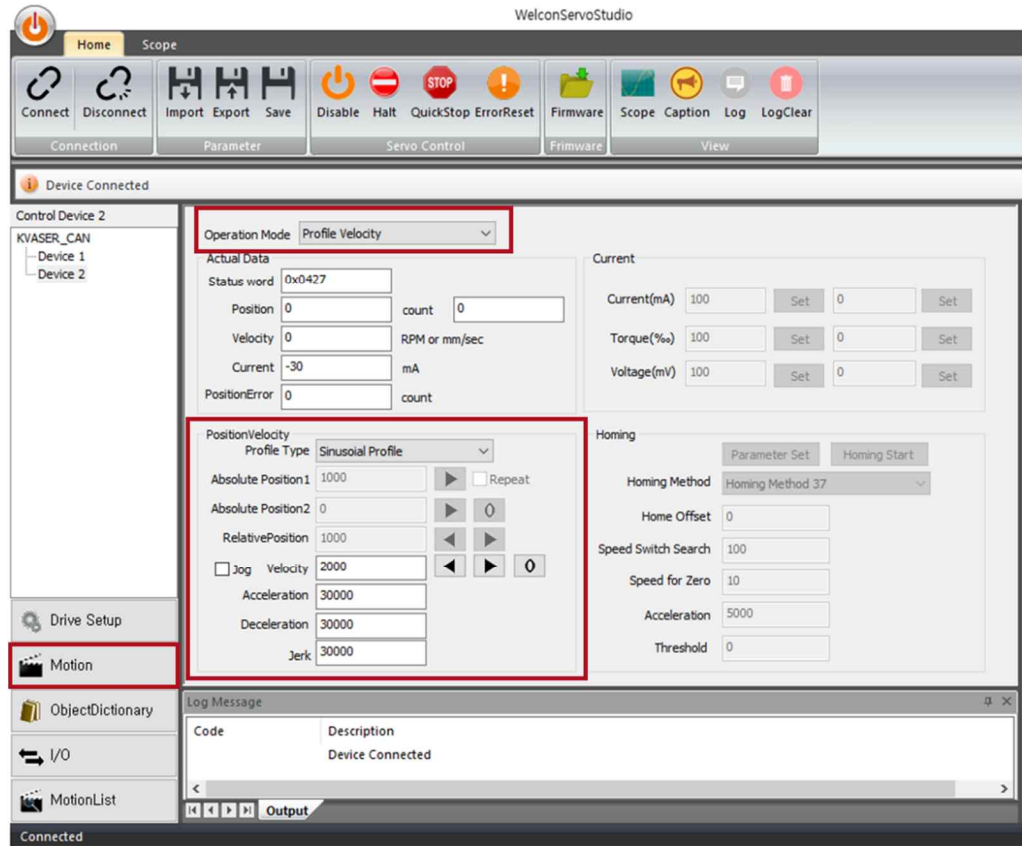 WelconServoStudio
Home Scope
Connect Disconnect Import Export Save Disable Halt QuickStop ErrorReset Firmware Scope Caption Log LogClear
STOP
Connection Parameter Servo Control Frimware View
Device Connected
Control Device 2
KVASER_CAN
Device 1
Device 2
Operation Mode Profile Velocity
Actual Data
Status word 0x0427
Position 0 count 0
Velocity 0 RPM or mm/sec
Current -30 mA
PositionError 0 count
Current
Current(mA) 100 Set 0 Set
Torque(‰) 100 Set 0 Set
Voltage(mV) 100 Set 0 Set
PositionVelocity
Profile Type Sinusoial Profile
Absolute Position1 1000 Repeat
Absolute Position2 0 0
RelativePosition 1000
Jog Velocity 2000 0
Acceleration 30000
Deceleration 30000
Jerk 30000
Homing
Parameter Set Homing Start
Homing Method Homing Method 37
Home Offset 0
Speed Switch Search 100
Speed for Zero 10
Acceleration 5000
Threshold 0
Drive Setup
Motion
ObjectDictionary
I/O
MotionList
Log Message
Code Description
Device Connected
Output
Connected